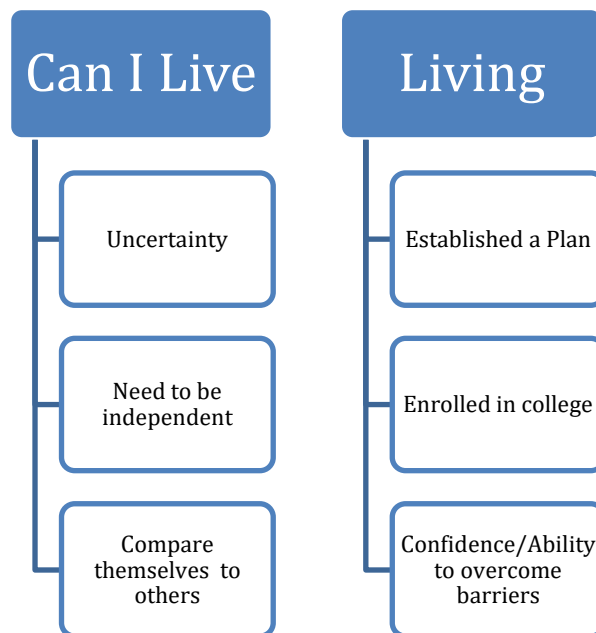 Can I Live
Uncertainty
Need to be
independent
Compare
themselves to
others
Living
Established a Plan
Enrolled in college
Confidence/Ability
to overcome
barriers